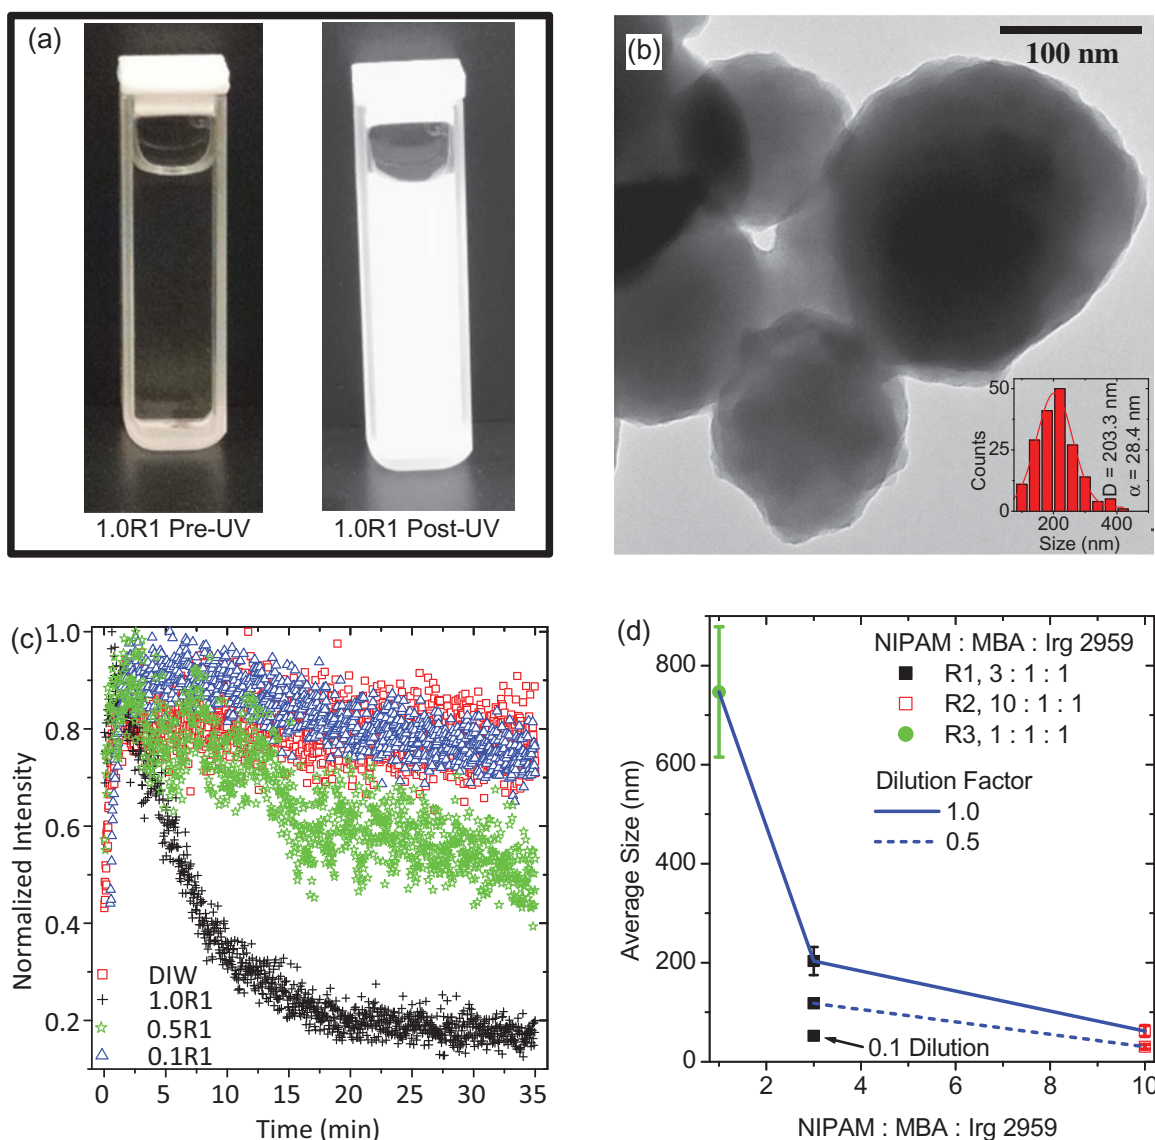 (a)
1.0R1 Pre-UV
1.0R1 Post-UV
(b)
100 nm
50
25
0
Counts
200
400
Size (nm)
D = 203.3 nm
α = 28.4 nm
(c)
1.0
0.8
0.6
0.4
0.2
Normalized Intensity
DIW
1.0R1
0.5R1
0.1R1
0
5
10
15
20
25
30
35
Time (min)
(d)
800
600
400
200
0
Average Size (nm)
NIPAM : MBA : Irg 2959
R1, 3 : 1 : 1
R2, 10 : 1 : 1
R3, 1 : 1 : 1
Dilution Factor
1.0
0.5
0.1 Dilution
2
4
6
8
10
NIPAM : MBA : Irg 2959